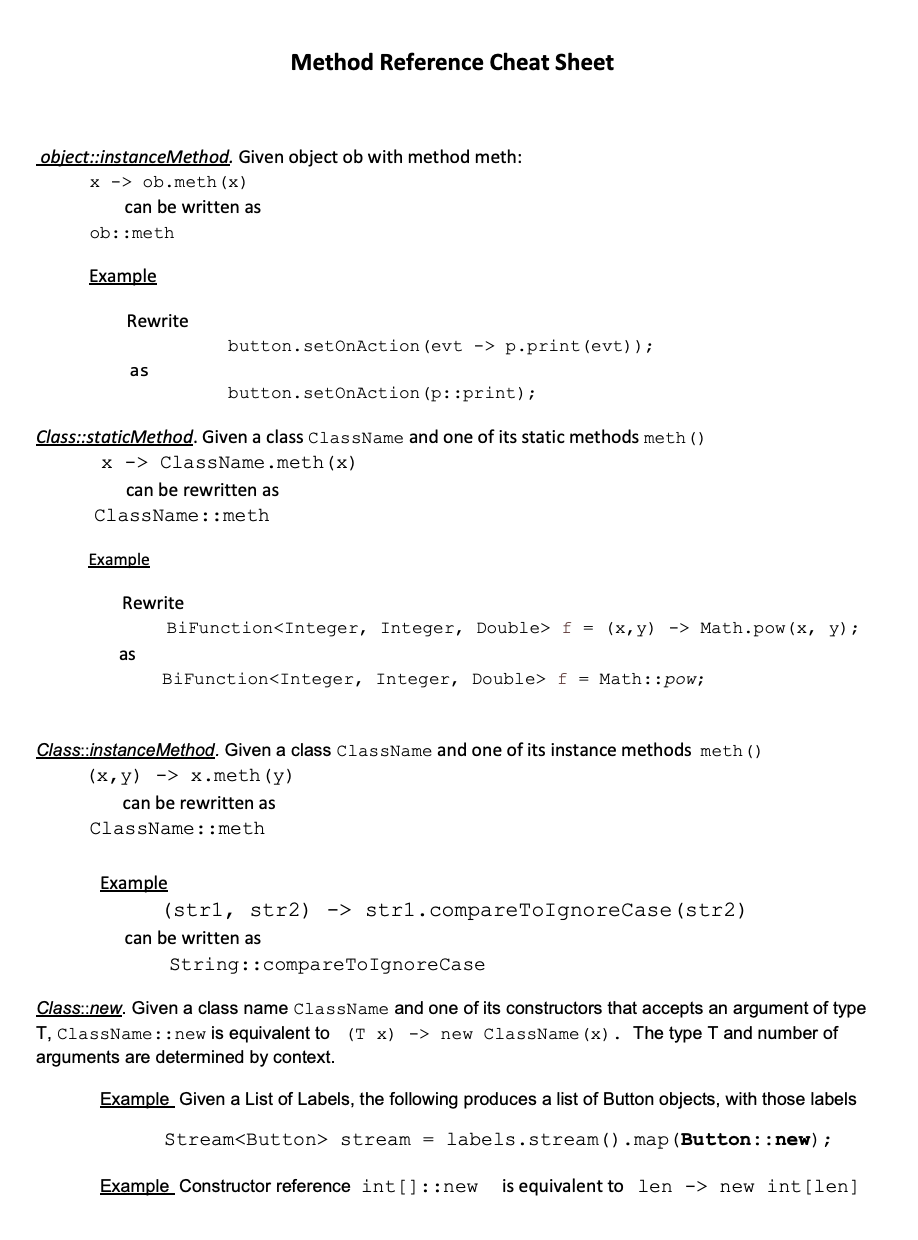 Method Reference Cheat Sheet
object::instanceMethod. Given object ob with method meth:
x -> ob.meth(x)
can be written as
ob::meth
Example
Rewrite
button.setOnAction(evt -> p.print(evt));
as
button.setOnAction(p::print);
Class::staticMethod. Given a class ClassName and one of its static methods meth()
x -> ClassName.meth(x)
can be rewritten as
ClassName::meth
Example
Rewrite
BiFunction<Integer, Integer, Double> f = (x,y) -> Math.pow(x, y);
as
BiFunction<Integer, Integer, Double> f = Math::pow;
Class::instanceMethod. Given a class ClassName and one of its instance methods meth()
(x,y) -> x.meth(y)
can be rewritten as
ClassName::meth
Example
(str1, str2) -> str1.compareToIgnoreCase(str2)
can be written as
String::compareToIgnoreCase
Class::new. Given a class name ClassName and one of its constructors that accepts an argument of type
T, ClassName::new is equivalent to (T x) -> new ClassName(x). The type T and number of
arguments are determined by context.
Example Given a List of Labels, the following produces a list of Button objects, with those labels
Stream<Button> stream = labels.stream().map(Button::new);
Example Constructor reference int[]::new is equivalent to len -> new int[len]